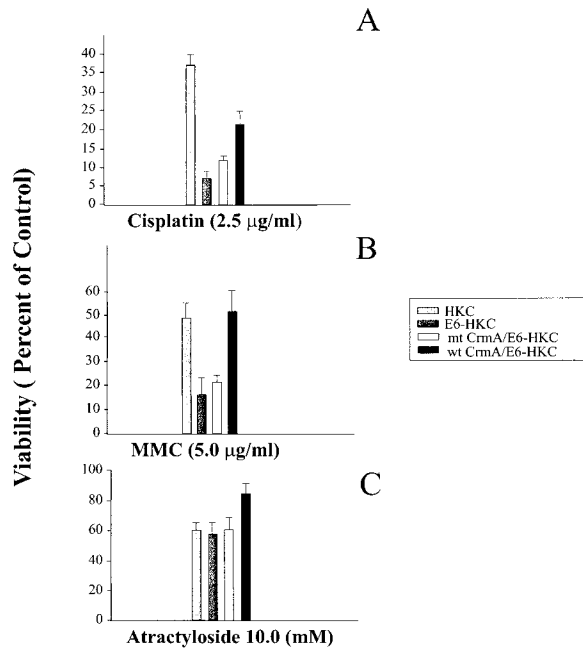 A
40
35
30
25
20
15
10
5
0
Cisplatin (2.5 μg/ml)
B
60
50
40
30
20
10
0
MMC (5.0 μg/ml)
HKC
E6-HKC
mt CrmA/E6-HKC
wt CrmA/E6-HKC
C
100
80
60
40
20
0
Atractyloside 10.0 (mM)
Viability ( Percent of Control)